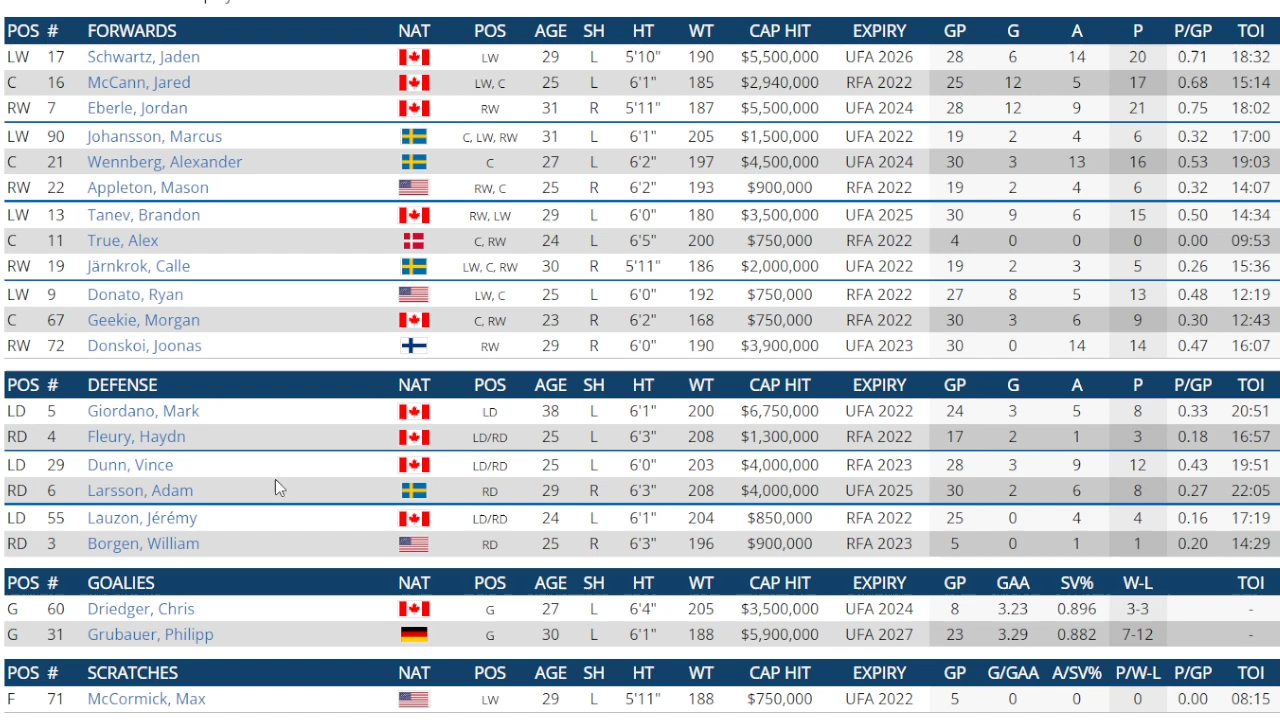 POS # FORWARDS NAT POS AGE SH HT WT CAP HIT EXPIRY GP G A P P/GP TOI
LW 17 Schwartz, Jaden LW 29 L 5'10" 190 $5,500,000 UFA 2026 28 6 14 20 0.71 18:32
C 16 McCann, Jared LW, C 25 L 6'1" 185 $2,940,000 RFA 2022 25 12 5 17 0.68 15:14
RW 7 Eberle, Jordan RW 31 R 5'11" 187 $5,500,000 UFA 2024 28 12 9 21 0.75 18:02
LW 90 Johansson, Marcus C, LW, RW 31 L 6'1" 205 $1,500,000 UFA 2022 19 2 4 6 0.32 17:00
C 21 Wennberg, Alexander C 27 L 6'2" 197 $4,500,000 UFA 2024 30 3 13 16 0.53 19:03
RW 22 Appleton, Mason RW, C 25 R 6'2" 193 $900,000 RFA 2022 19 2 4 6 0.32 14:07
LW 13 Tanev, Brandon RW, LW 29 L 6'0" 180 $3,500,000 UFA 2025 30 9 6 15 0.50 14:34
C 11 True, Alex C, RW 24 L 6'5" 200 $750,000 RFA 2022 4 0 0 0 0.00 09:53
RW 19 Järnkrok, Calle LW, C, RW 30 R 5'11" 186 $2,000,000 UFA 2022 19 2 3 5 0.26 15:36
LW 9 Donato, Ryan LW, C 25 L 6'0" 192 $750,000 RFA 2022 27 8 5 13 0.48 12:19
C 67 Geekie, Morgan C, RW 23 R 6'2" 168 $750,000 RFA 2022 30 3 6 9 0.30 12:43
RW 72 Donskoi, Joonas RW 29 R 6'0" 190 $3,900,000 UFA 2023 30 0 14 14 0.47 16:07
POS # DEFENSE NAT POS AGE SH HT WT CAP HIT EXPIRY GP G A P P/GP TOI
LD 5 Giordano, Mark LD 38 L 6'1" 200 $6,750,000 UFA 2022 24 3 5 8 0.33 20:51
RD 4 Fleury, Haydn LD/RD 25 L 6'3" 208 $1,300,000 RFA 2022 17 2 1 3 0.18 16:57
LD 29 Dunn, Vince LD/RD 25 L 6'0" 203 $4,000,000 RFA 2023 28 3 9 12 0.43 19:51
RD 6 Larsson, Adam RD 29 R 6'3" 208 $4,000,000 UFA 2025 30 2 6 8 0.27 22:05
LD 55 Lauzon, Jérémy LD/RD 24 L 6'1" 204 $850,000 RFA 2022 25 0 4 4 0.16 17:19
RD 3 Borgen, William RD 25 R 6'3" 196 $900,000 RFA 2023 5 0 1 1 0.20 14:29
POS # GOALIES NAT POS AGE SH HT WT CAP HIT EXPIRY GP GAA SV% W-L TOI
G 60 Driedger, Chris G 27 L 6'4" 205 $3,500,000 UFA 2024 8 3.23 0.896 3-3 -
G 31 Grubauer, Philipp G 30 L 6'1" 188 $5,900,000 UFA 2027 23 3.29 0.882 7-12 -
POS # SCRATCHES NAT POS AGE SH HT WT CAP HIT EXPIRY GP G/GAA A/SV% P/W-L P/GP TOI
F 71 McCormick, Max LW 29 L 5'11" 188 $750,000 UFA 2022 5 0 0 0 0.00 08:15